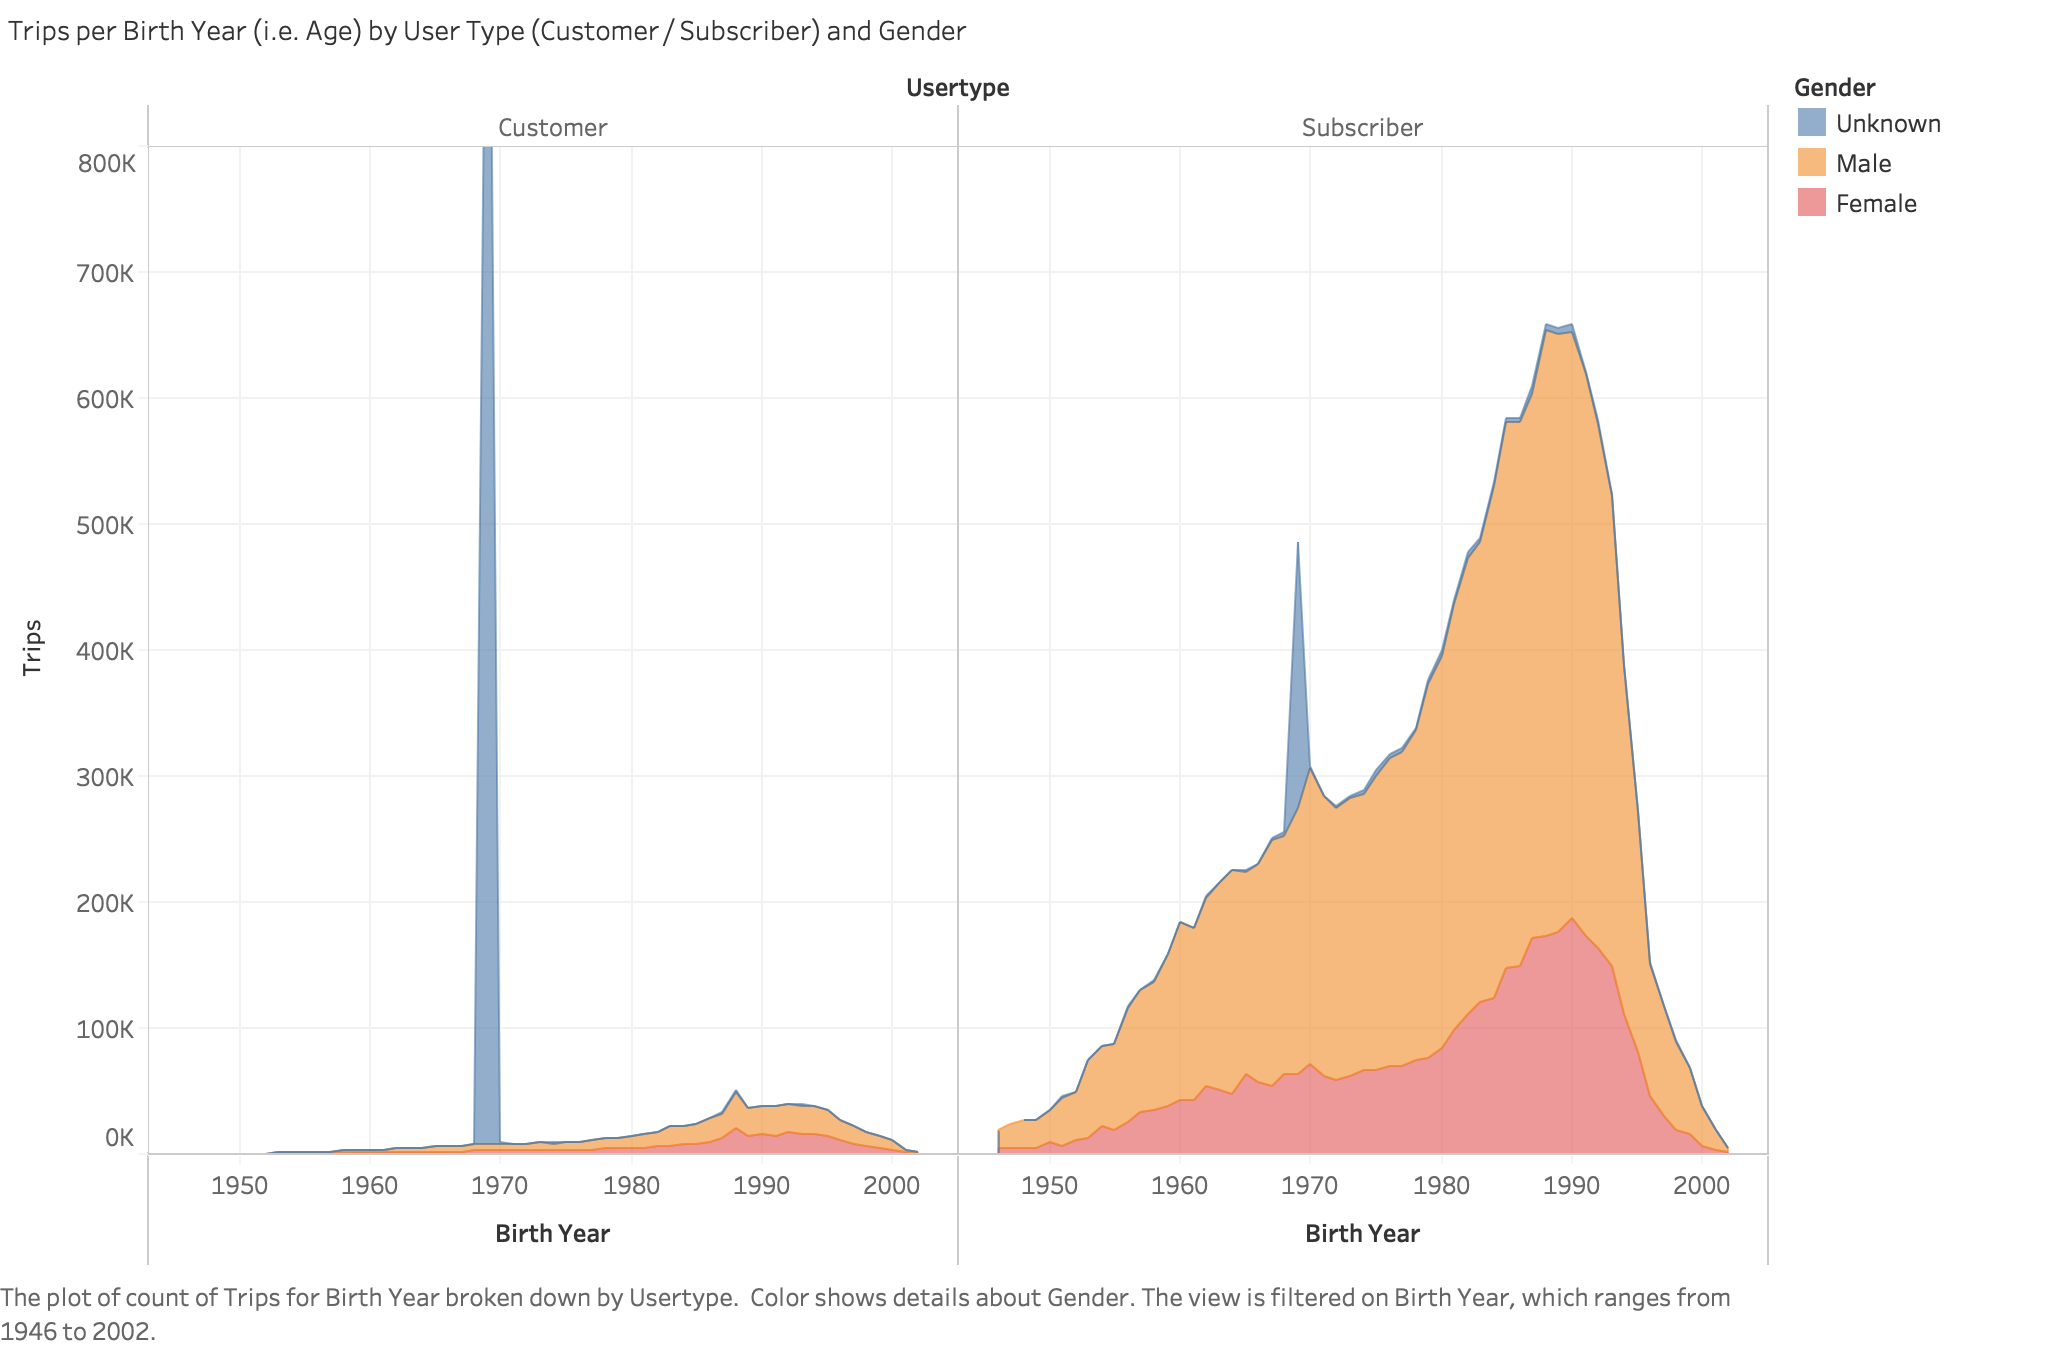 Trips per Birth Year (i.e. Age) by User Type (Customer / Subscriber) and Gender
Usertype
Customer
Subscriber
Gender
Unknown
Male
Female
Trips
800K
700K
600K
500K
400K
300K
200K
100K
0K
1950 1960 1970 1980 1990 2000
1950 1960 1970 1980 1990 2000
Birth Year
Birth Year
The plot of count of Trips for Birth Year broken down by Usertype.  Color shows details about Gender. The view is filtered on Birth Year, which ranges from
1946 to 2002.